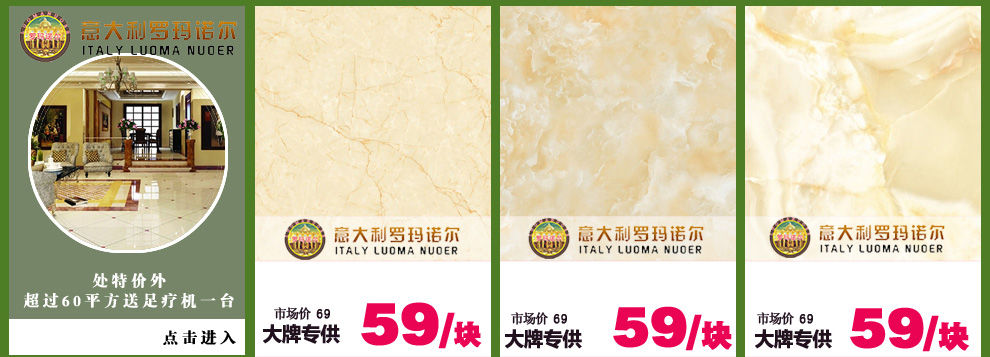 意大利罗玛诺尔
ITALY LUOMA NUOER
处特价外
超过60平方送足疗机一台
点击进入
意大利罗玛诺尔
ITALY LUOMA NUOER
市场价 69
大牌专供
59/块
意大利罗玛诺尔
ITALY LUOMA NUOER
市场价 69
大牌专供
59/块
意大利罗玛诺尔
ITALY LUOMA NUOER
市场价 69
大牌专供
59/块